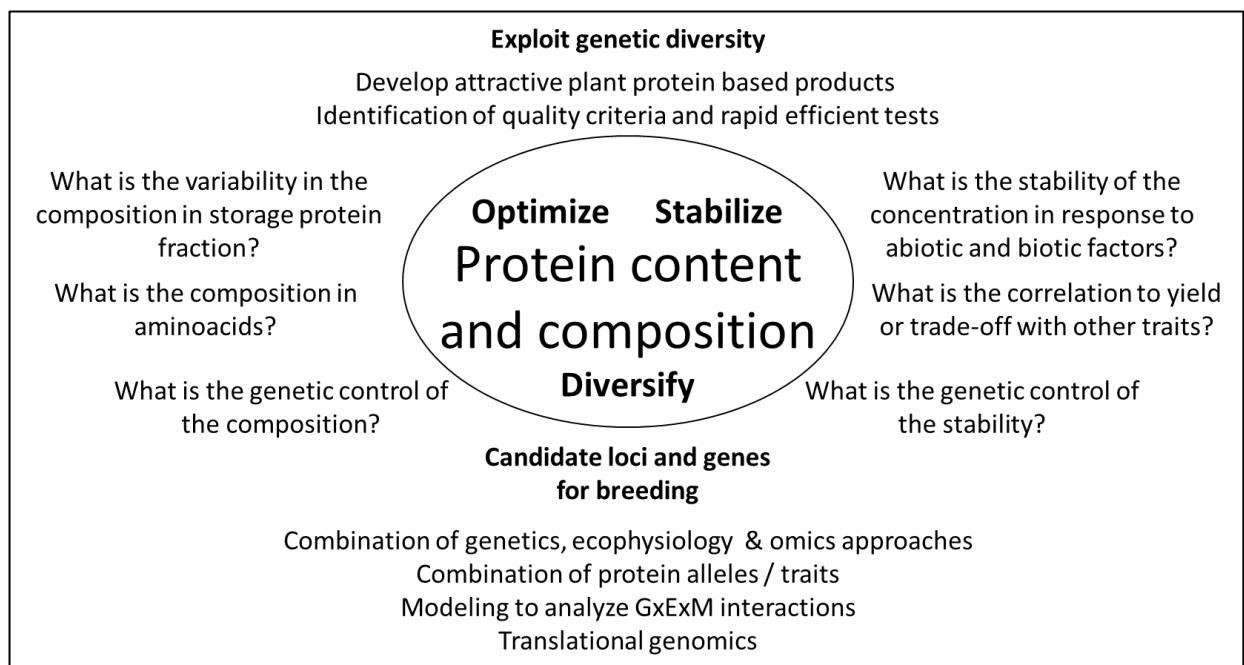 Exploit genetic diversity
Develop attractive plant protein based products
Identification of quality criteria and rapid efficient tests
What is the variability in the
composition in storage protein
fraction?
What is the composition in
aminoacids?
What is the genetic control of
the composition?
Optimize Stabilize
Protein content
and composition
Diversify
What is the stability of the
concentration in response to
abiotic and biotic factors?
What is the correlation to yield
or trade-off with other traits?
What is the genetic control of
the stability?
Candidate loci and genes
for breeding
Combination of genetics, ecophysiology & omics approaches
Combination of protein alleles / traits
Modeling to analyze GxExM interactions
Translational genomics